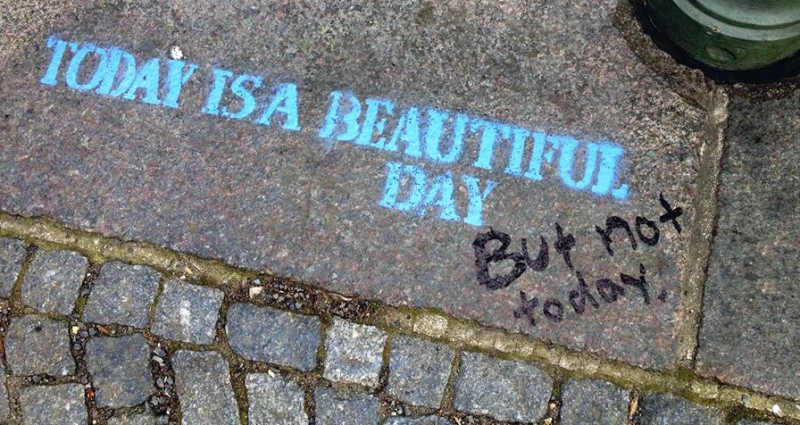 TODAY IS A BEAUTIFUL
DAY
But not
today.